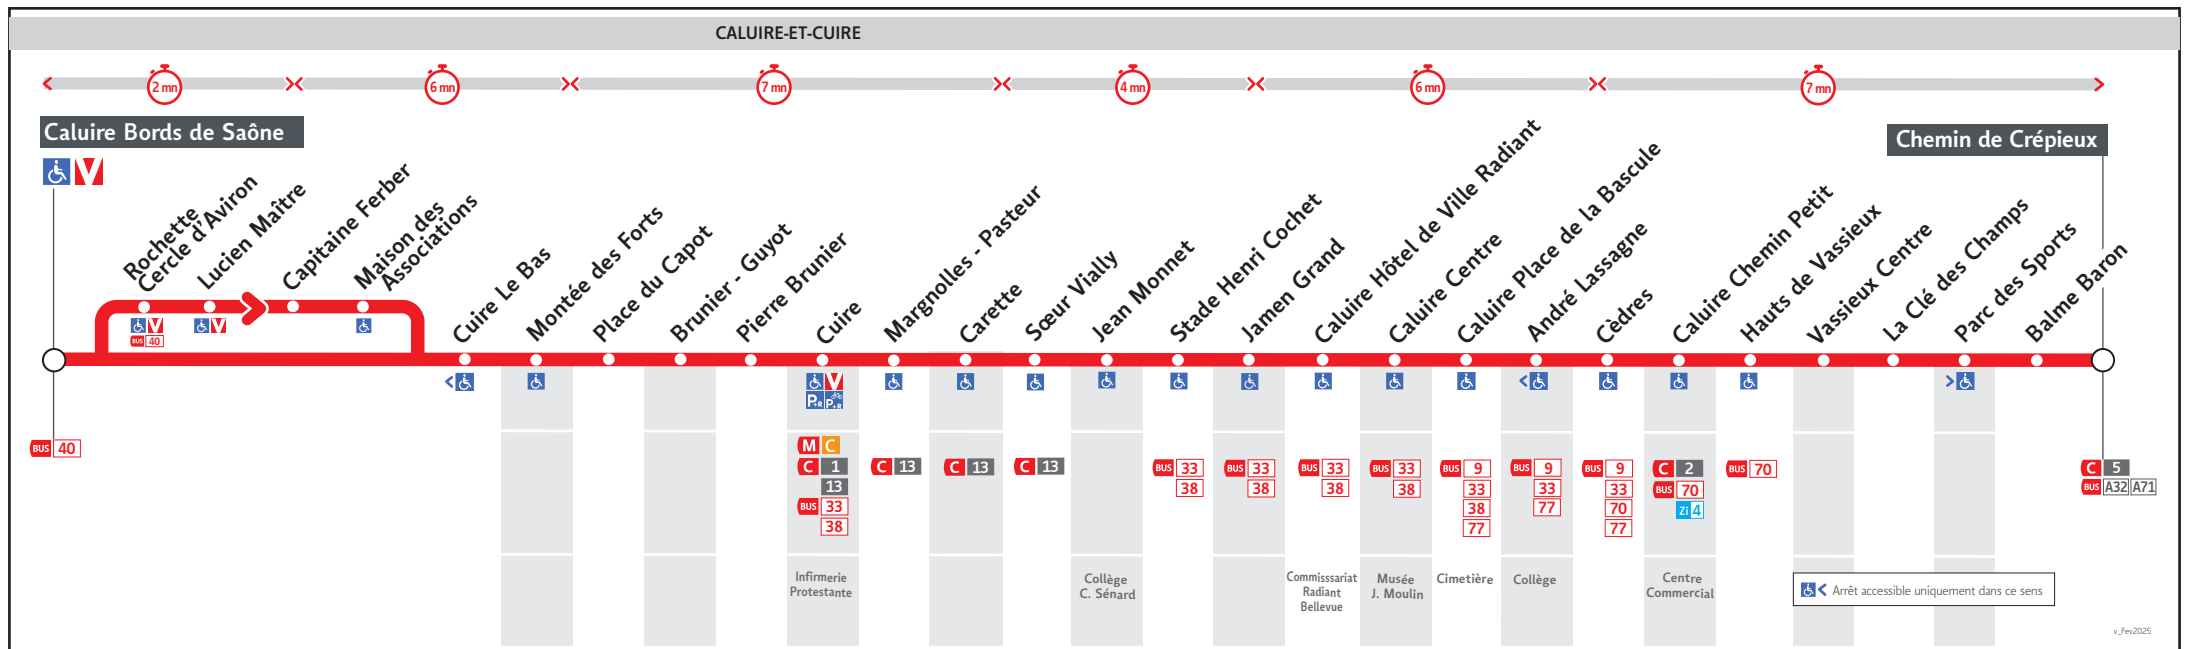 CALUIRE-ET-CUIRE
2 mn
6 mn
7 mn
4 mn
6 mn
7 mn
Caluire Bords de Saône
Chemin de Crépieux
V
Rochette
Cercle d'Aviron
Lucien Maître
Capitaine Ferber
Maison des
Associations
Cuire Le Bas
Montée des Forts
Place du Capot
Brunier - Guyot
Pierre Brunier
Cuire
Margnolles - Pasteur
Carette
Sœur Vially
Jean Monnet
Stade Henri Cochet
Jamen Grand
Caluire Hôtel de Ville Radiant
Caluire Centre
Caluire Place de la Bascule
André Lassagne
Cèdres
Caluire Chemin Petit
Hauts de Vassieux
Vassieux Centre
La Clé des Champs
Parc des Sports
Balme Baron
V
BUS 40
V
<
V
P+R P+R
<
>
BUS 40
M C
C 1
13
BUS 33
38
C 13
C 13
C 13
BUS 33
38
BUS 33
38
BUS 33
38
BUS 33
38
BUS 9
33
38
77
BUS 9
33
77
BUS 9
33
70
77
C 2
BUS 70
Zi 4
BUS 70
C 5
BUS A32 A71
Infirmerie
Protestante
Collège
C. Sénard
Commisssariat
Radiant
Bellevue
Musée
J. Moulin
Cimetière
Collège
Centre
Commercial
< Arrêt accessible uniquement dans ce sens
v_Fev2025